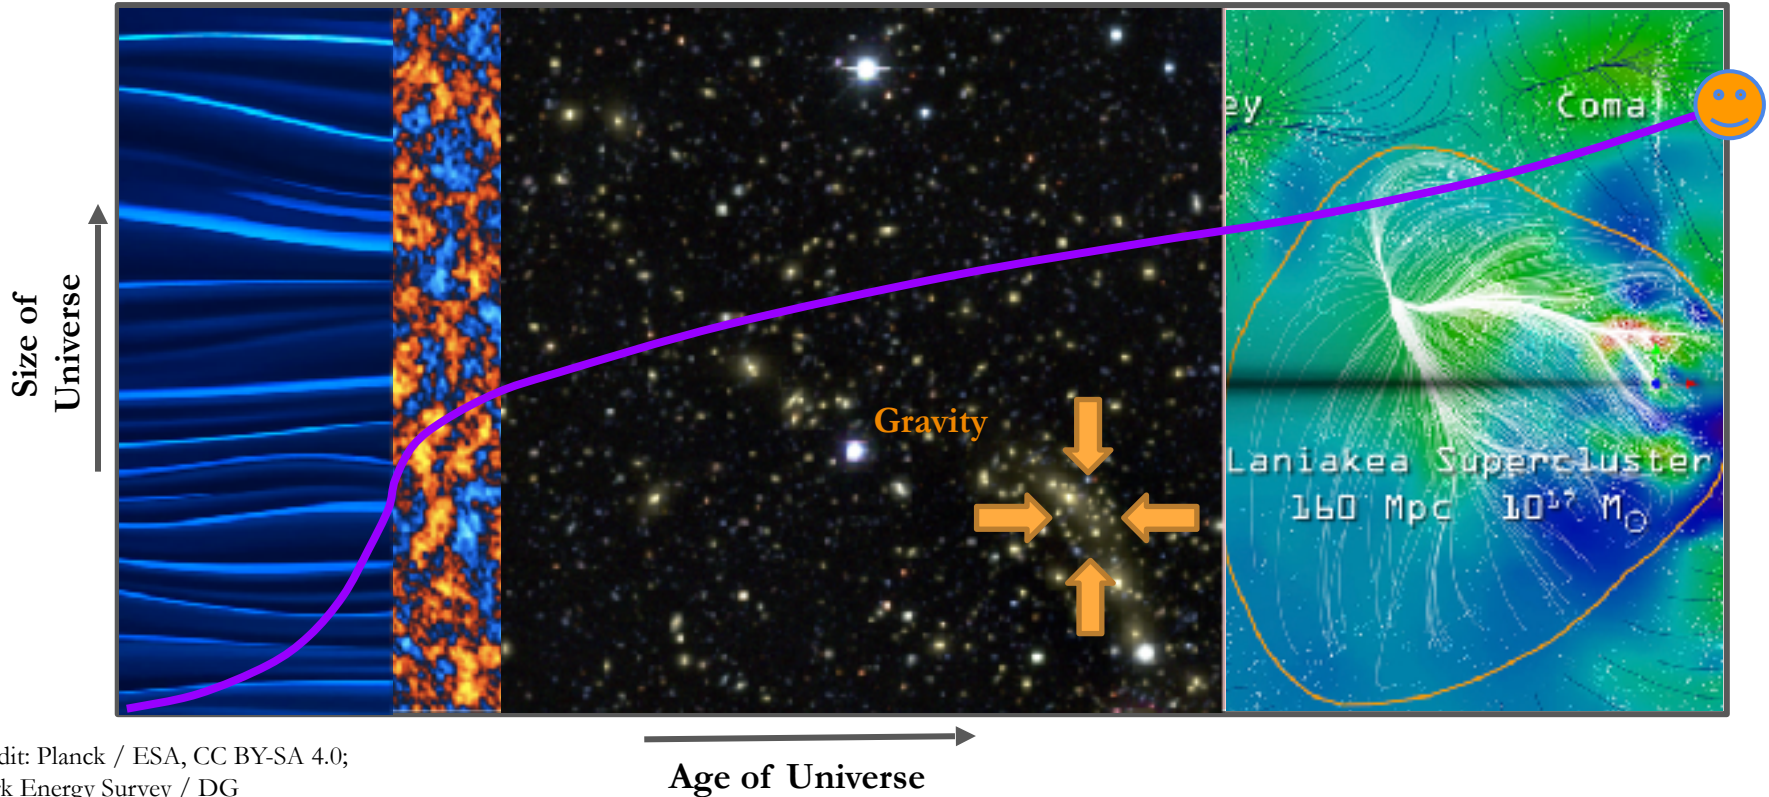 ey
Coma
Size of
Universe
Gravity
Laniakea Supercluster
160 Mpc 10¹⁷ M☉
dit: Planck / ESA, CC BY-SA 4.0;
rk Energy Survey / DG
Age of Universe